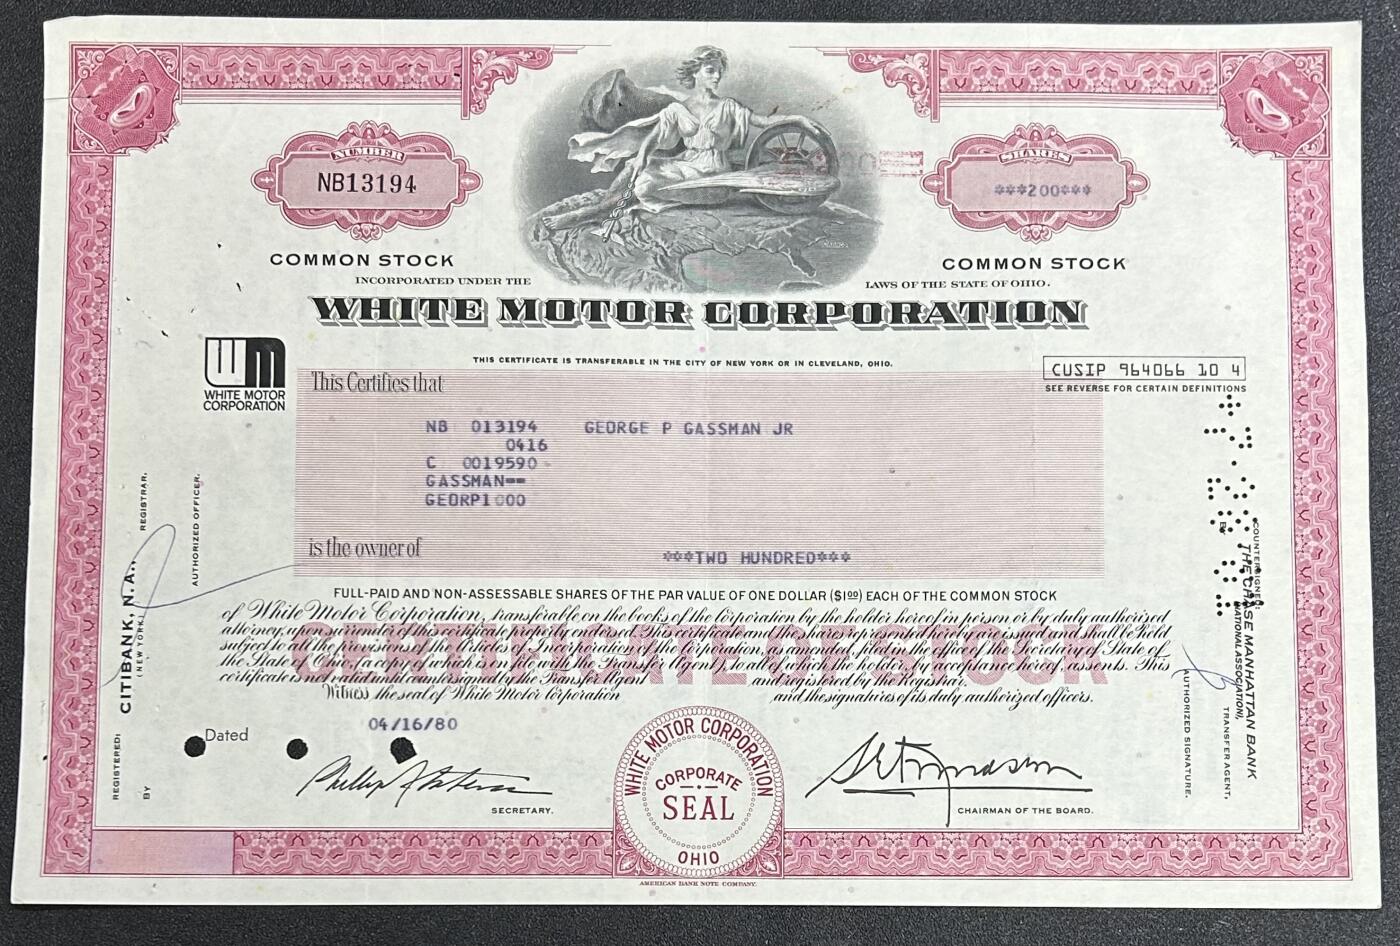 NUMBER
NB13194
SHARES
***200***
COMMON STOCK
COMMON STOCK
INCORPORATED UNDER THE
LAWS OF THE STATE OF OHIO.
WHITE MOTOR CORPORATION
THIS CERTIFICATE IS TRANSFERABLE IN THE CITY OF NEW YORK OR IN CLEVELAND, OHIO.
CUSIP 964066 10 4
SEE REVERSE FOR CERTAIN DEFINITIONS
WM
WHITE MOTOR
CORPORATION
This Certifies that
NB 013194 GEORGE P GASSMAN JR
0416
C 0019590
GASSMAN==
GEORP1000
is the owner of
***TWO HUNDRED***
FULL-PAID AND NON-ASSESSABLE SHARES OF THE PAR VALUE OF ONE DOLLAR ($1.00) EACH OF THE COMMON STOCK
of White Motor Corporation, transferable on the books of the Corporation by the holder hereof in person or by duly authorized
attorney, upon surrender of this certificate properly endorsed. This certificate and the shares represented hereby are issued and shall be held
subject to all the provisions of the Articles of Incorporation of the Corporation, as amended, filed in the office of the Secretary of State of
the State of Ohio, (a copy of which is on file with the Transfer Agent), to all of which the holder, by acceptance hereof, assents. This
certificate is not valid until countersigned by the Transfer Agent and registered by the Registrar.
Witness the seal of White Motor Corporation and the signatures of its duly authorized officers.
CERTIFICATE OF STOCK
04/16/80
Dated
SECRETARY.
CHAIRMAN OF THE BOARD.
WHITE MOTOR CORPORATION
CORPORATE
SEAL
OHIO
AMERICAN BANK NOTE COMPANY.
REGISTERED:
CITIBANK, N. A.,
(NEW YORK)
REGISTRAR.
BY
AUTHORIZED OFFICER.
COUNTERSIGNED:
THE CHASE MANHATTAN BANK
(NATIONAL ASSOCIATION),
TRANSFER AGENT,
BY
AUTHORIZED SIGNATURE.